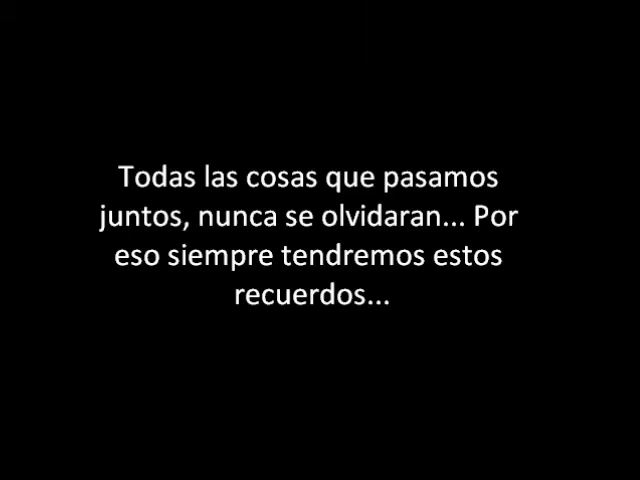 Todas las cosas que pasamos
juntos, nunca se olvidaran... Por
eso siempre tendremos estos
recuerdos...